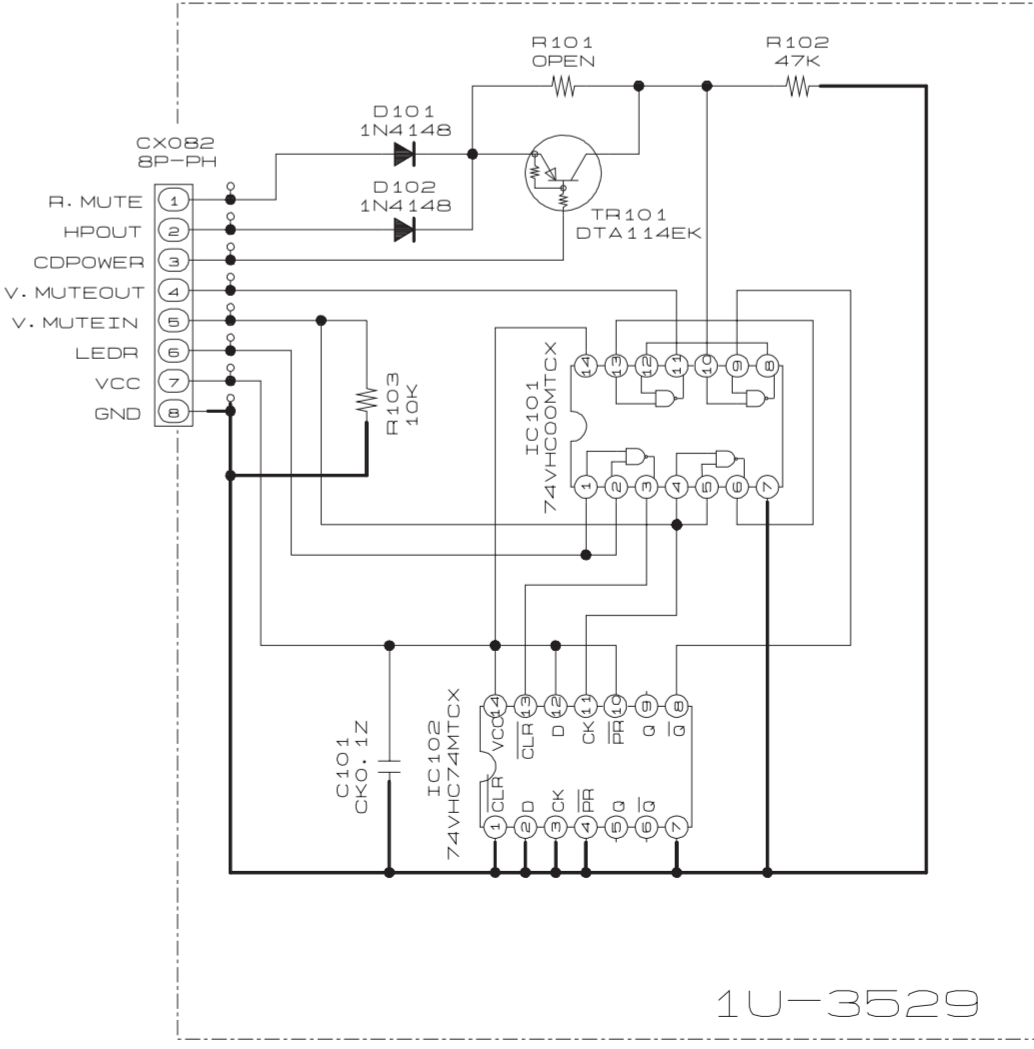 R101
OPEN
R102
47K
D101
1N4148
CX082
8P-PH
D102
1N4148
R. MUTE 1
HPOUT 2
CDPOWER 3
V. MUTEOUT 4
V. MUTEIN 5
LEDR 6
VCC 7
GND 8
TR101
DTA114EK
R103
10K
IC101
74VHC00MTCX
14 13 12 11 10 9 8
1 2 3 4 5 6 7
C101
CK0.1Z
IC102
74VHC74MTCX
14 13 12 11 10 9 8
VCC CLR D CK PR Q Q
CLR D CK PR Q Q
1 2 3 4 5 6 7
1U-3529